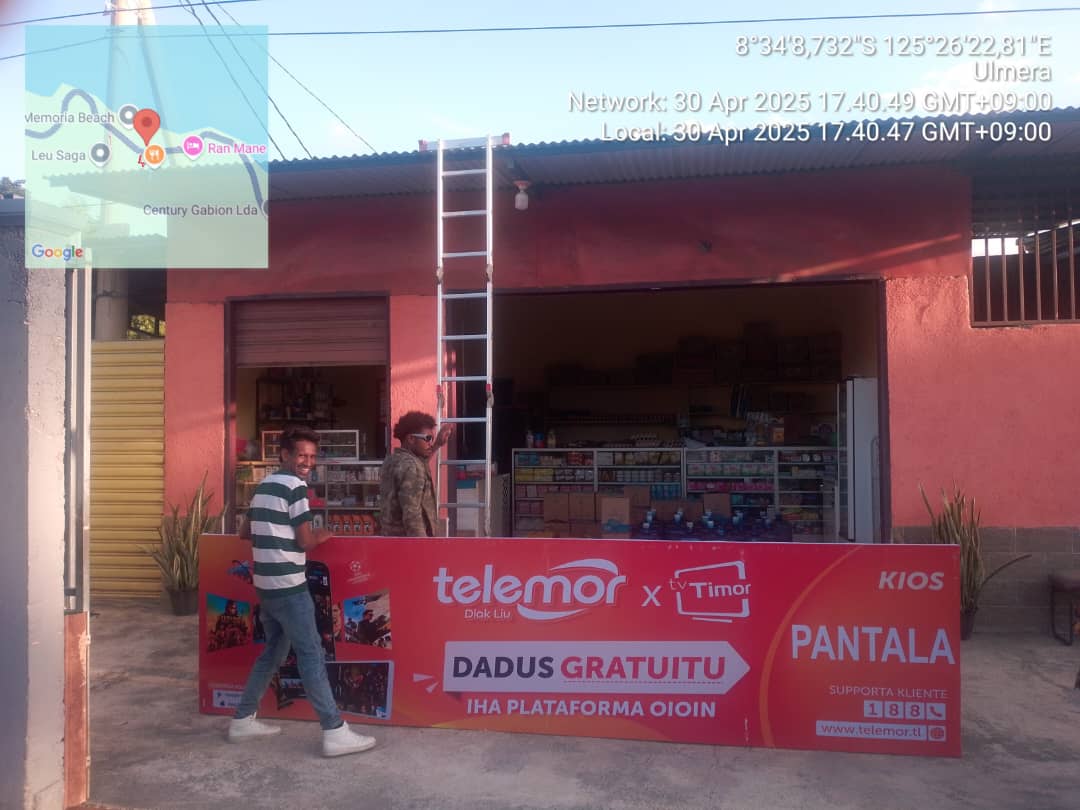 8°34'8,732"S 125°26'22,81"E
Ulmera
Network: 30 Apr 2025 17.40.49 GMT+09:00
Local: 30 Apr 2025 17.40.47 GMT+09:00
Memoria Beach
Leu Saga
Ran Mane
Century Gabion Lda
Google
telemor
Diak Liu
x
tv Timor
DADUS GRATUITU
IHA PLATAFORMA OIOIN
KIOS
PANTALA
SUPPORTA KLIENTE
188
www.telemor.tl